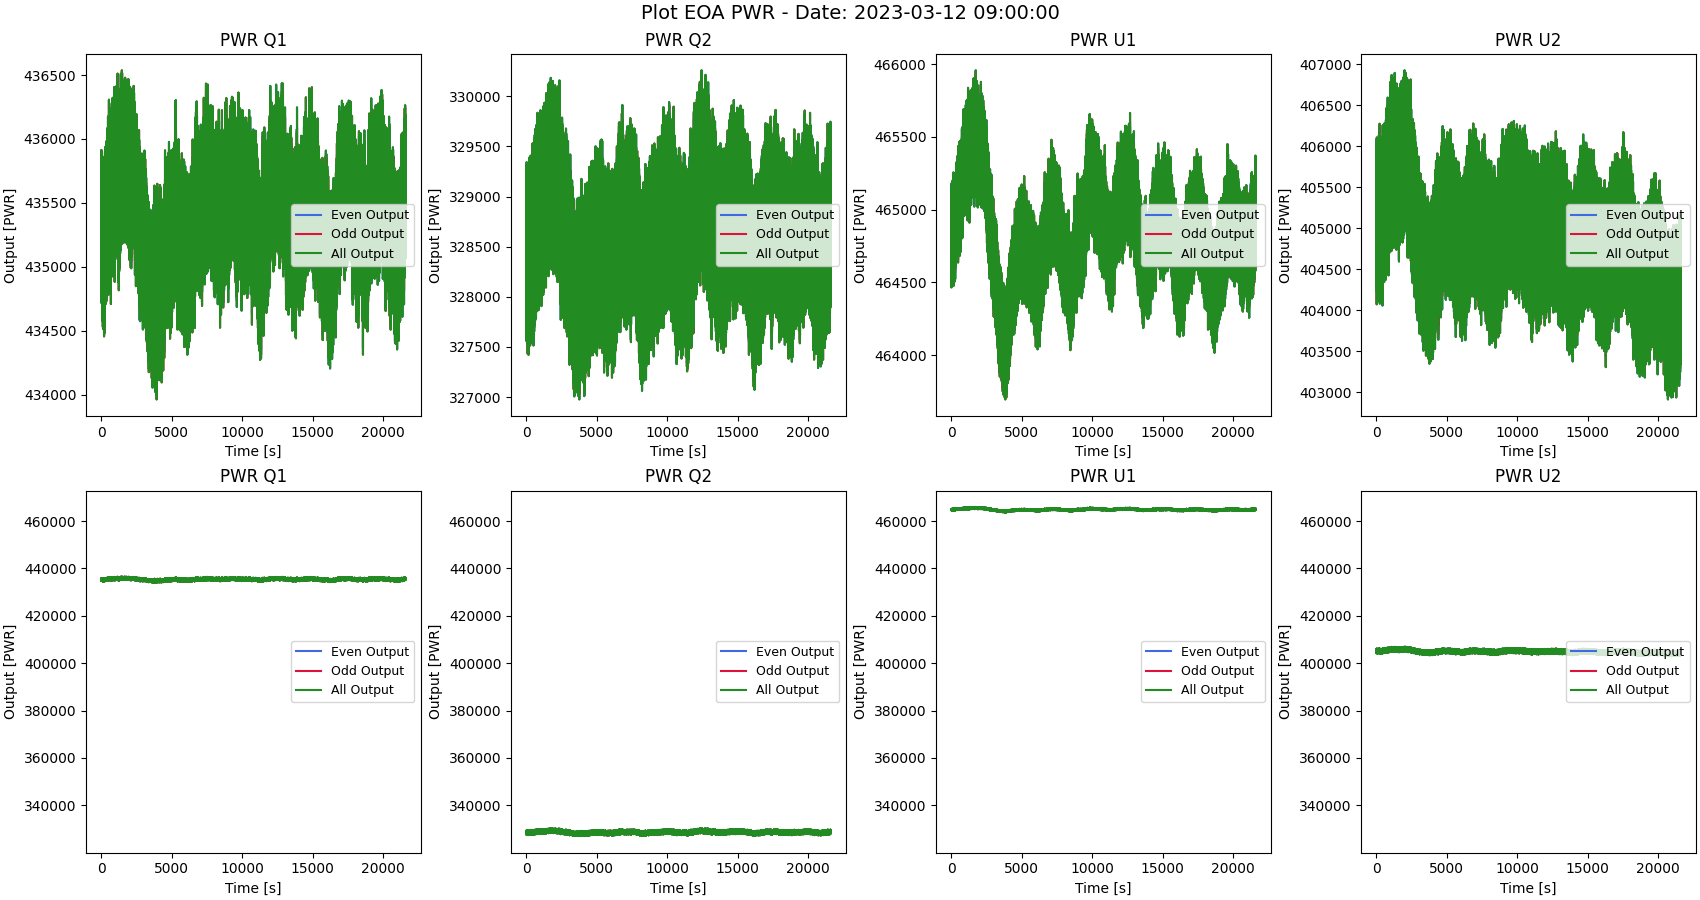 Plot EOA PWR - Date: 2023-03-12 09:00:00
PWR Q1
Output [PWR]
436500
436000
435500
435000
434500
434000
0 5000 10000 15000 20000
Time [s]
Even Output
Odd Output
All Output
PWR Q2
Output [PWR]
330000
329500
329000
328500
328000
327500
327000
0 5000 10000 15000 20000
Time [s]
Even Output
Odd Output
All Output
PWR U1
Output [PWR]
466000
465500
465000
464500
464000
0 5000 10000 15000 20000
Time [s]
Even Output
Odd Output
All Output
PWR U2
Output [PWR]
407000
406500
406000
405500
405000
404500
404000
403500
403000
0 5000 10000 15000 20000
Time [s]
Even Output
Odd Output
All Output
PWR Q1
Output [PWR]
460000
440000
420000
400000
380000
360000
340000
0 5000 10000 15000 20000
Time [s]
Even Output
Odd Output
All Output
PWR Q2
Output [PWR]
460000
440000
420000
400000
380000
360000
340000
0 5000 10000 15000 20000
Time [s]
Even Output
Odd Output
All Output
PWR U1
Output [PWR]
460000
440000
420000
400000
380000
360000
340000
0 5000 10000 15000 20000
Time [s]
Even Output
Odd Output
All Output
PWR U2
Output [PWR]
460000
440000
420000
400000
380000
360000
340000
0 5000 10000 15000 20000
Time [s]
Even Output
Odd Output
All Output